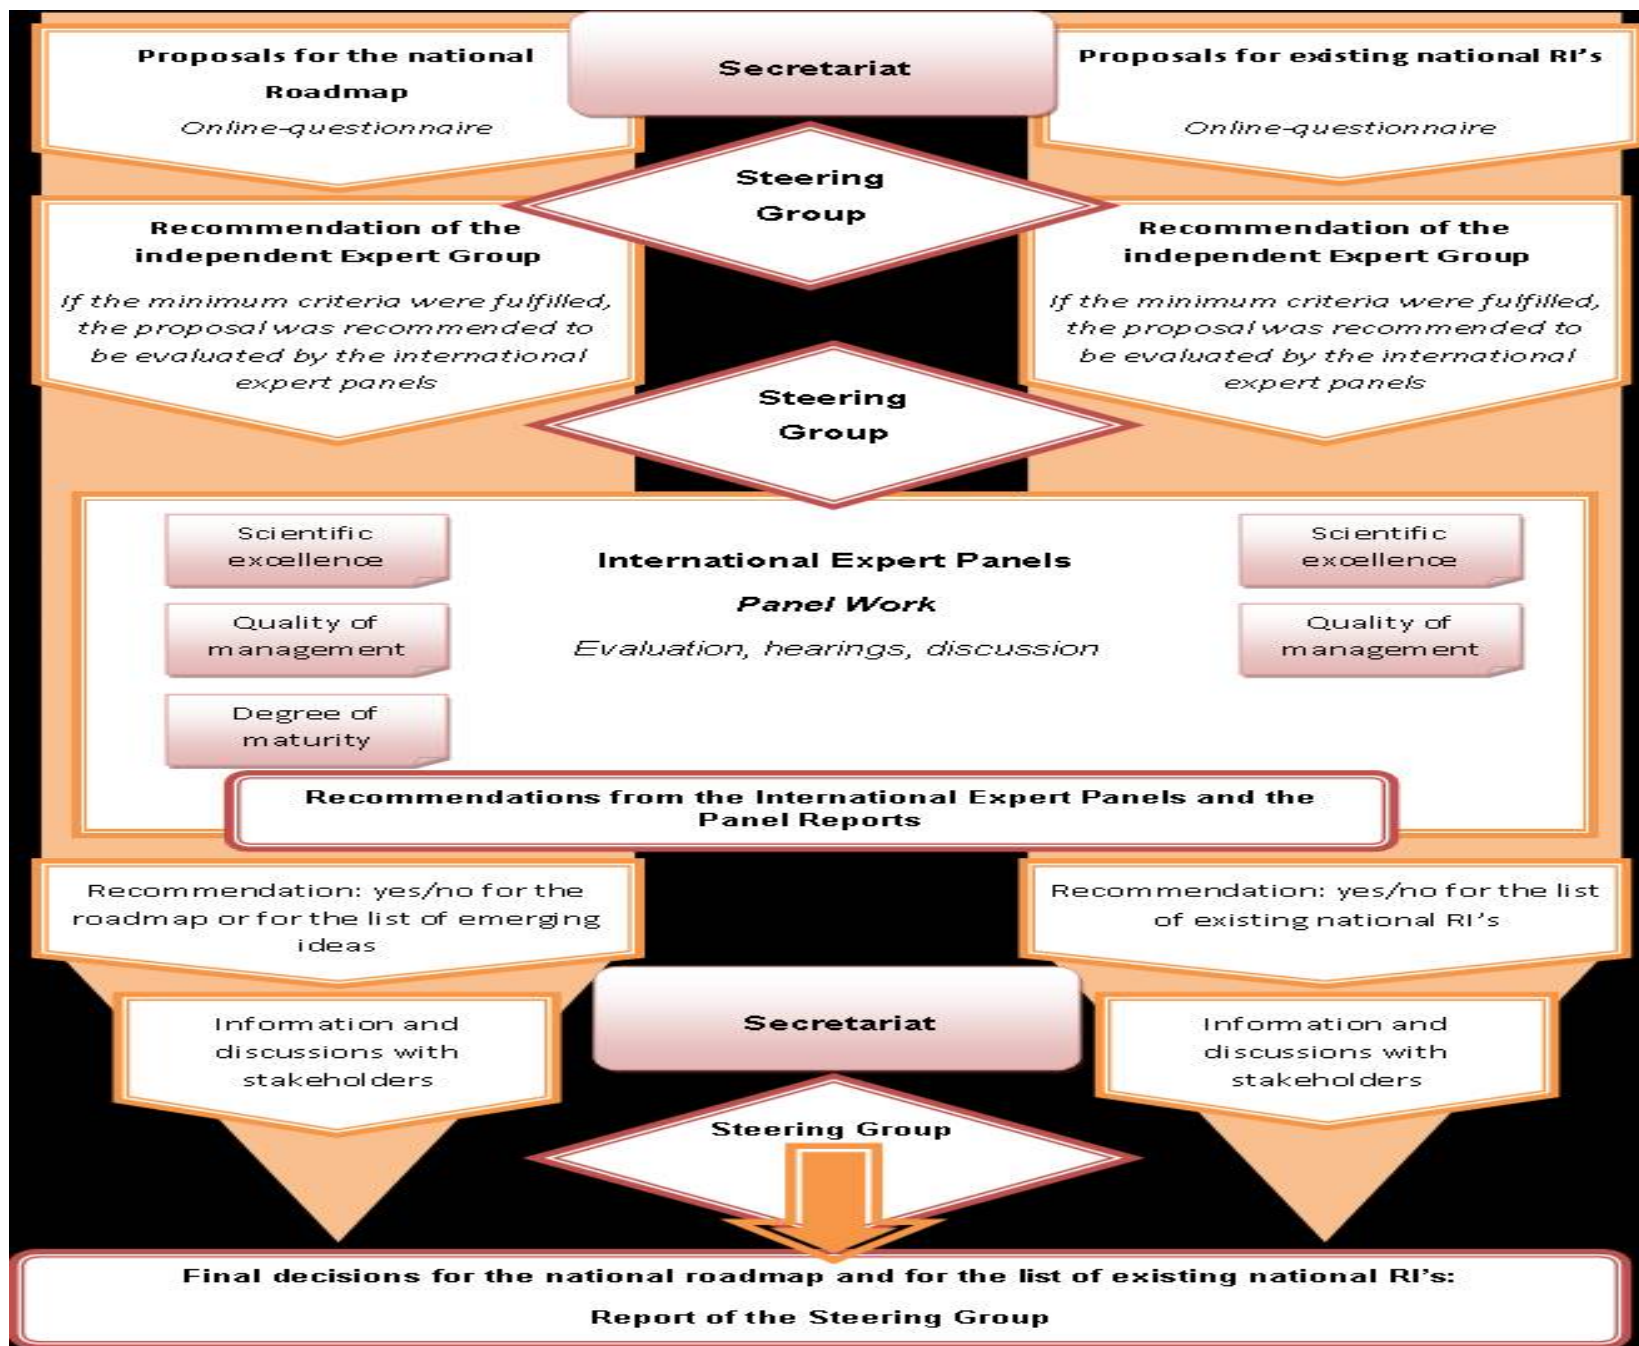 Proposals for the national
Roadmap
Online-questionnaire
Secretariat
Proposals for existing national RI's
Online-questionnaire
Steering
Group
Recommendation of the
independent Expert Group
If the minimum criteria were fulfilled,
the proposal was recommended to
be evaluated by the international
expert panels
Recommendation of the
independent Expert Group
If the minimum criteria were fulfilled,
the proposal was recommended to
be evaluated by the international
expert panels
Steering
Group
Scientific
excellence
Quality of
management
Degree of
maturity
International Expert Panels
Panel Work
Evaluation, hearings, discussion
Scientific
excellence
Quality of
management
Recommendations from the International Expert Panels and the
Panel Reports
Recommendation: yes/no for the
roadmap or for the list of emerging
ideas
Recommendation: yes/no for the list
of existing national RI's
Information and
discussions with
stakeholders
Secretariat
Information and
discussions with
stakeholders
Steering Group
Final decisions for the national roadmap and for the list of existing national RI's:
Report of the Steering Group